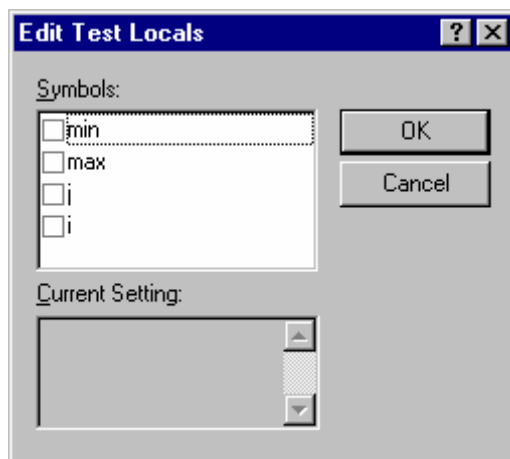 Edit Test Locals
Symbols:
min
OK
max
Cancel
j
i
Current Setting: